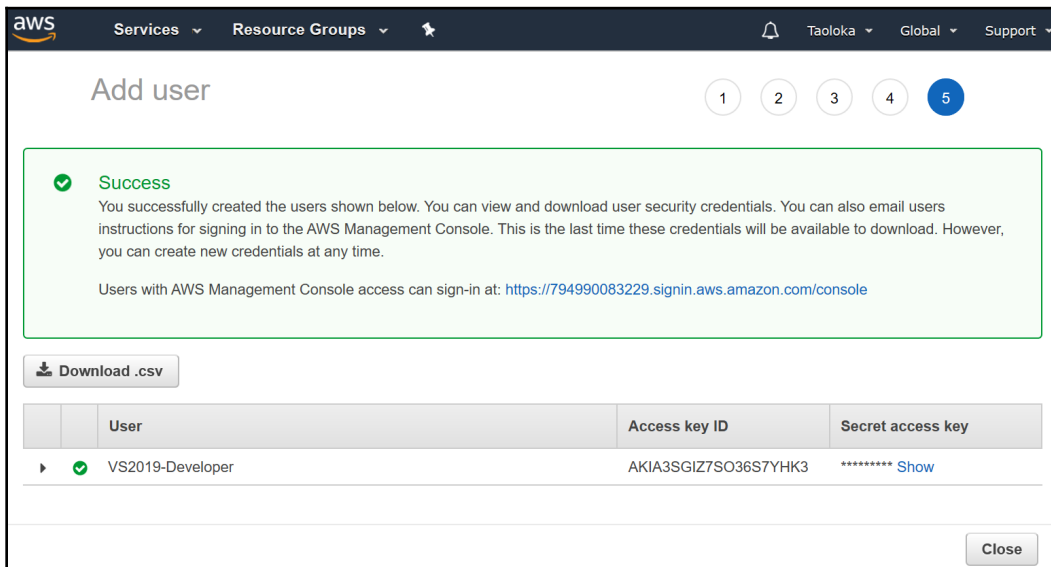 aws Services Resource Groups Taoloka Global Support
Add user 1 2 3 4 5
Success
You successfully created the users shown below. You can view and download user security credentials. You can also email users
instructions for signing in to the AWS Management Console. This is the last time these credentials will be available to download. However,
you can create new credentials at any time.
Users with AWS Management Console access can sign-in at: https://794990083229.signin.aws.amazon.com/console
Download .csv
User Access key ID Secret access key
VS2019-Developer AKIA3SGIZ7SO36S7YHK3 ********* Show
Close